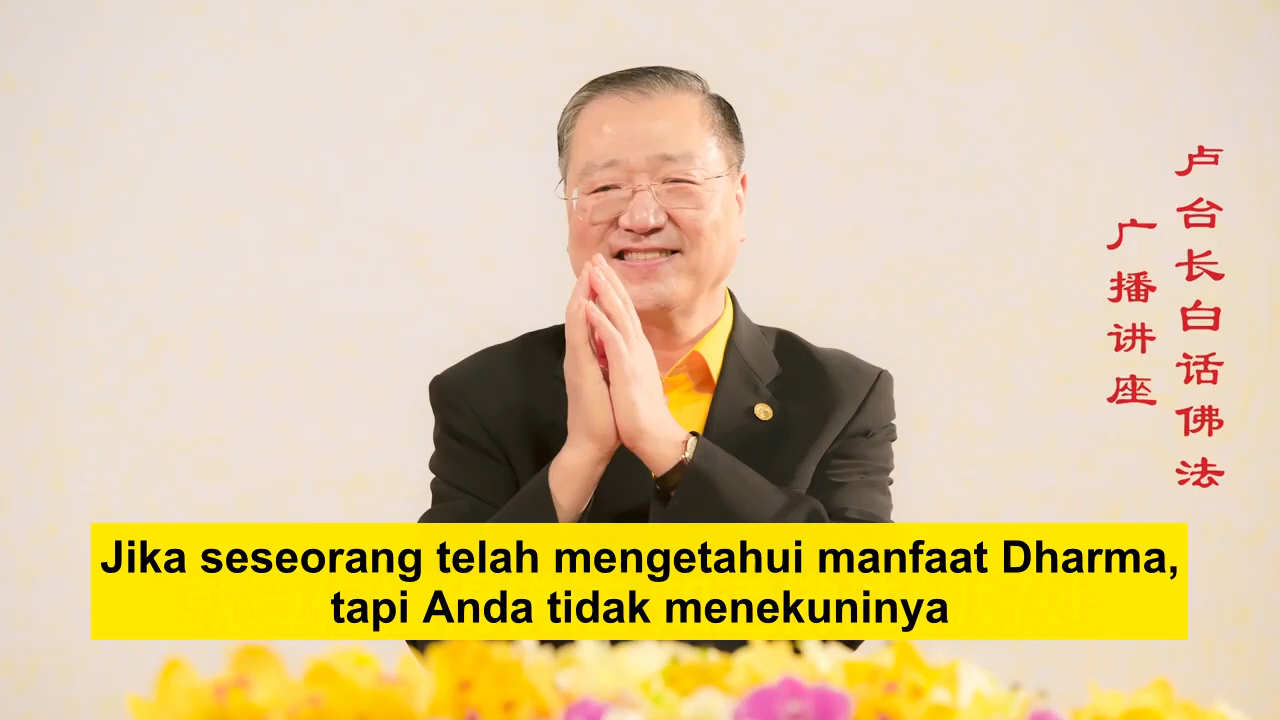 卢台长白话佛法
广播讲座
Jika seseorang telah mengetahui manfaat Dharma,
tapi Anda tidak menekuninya